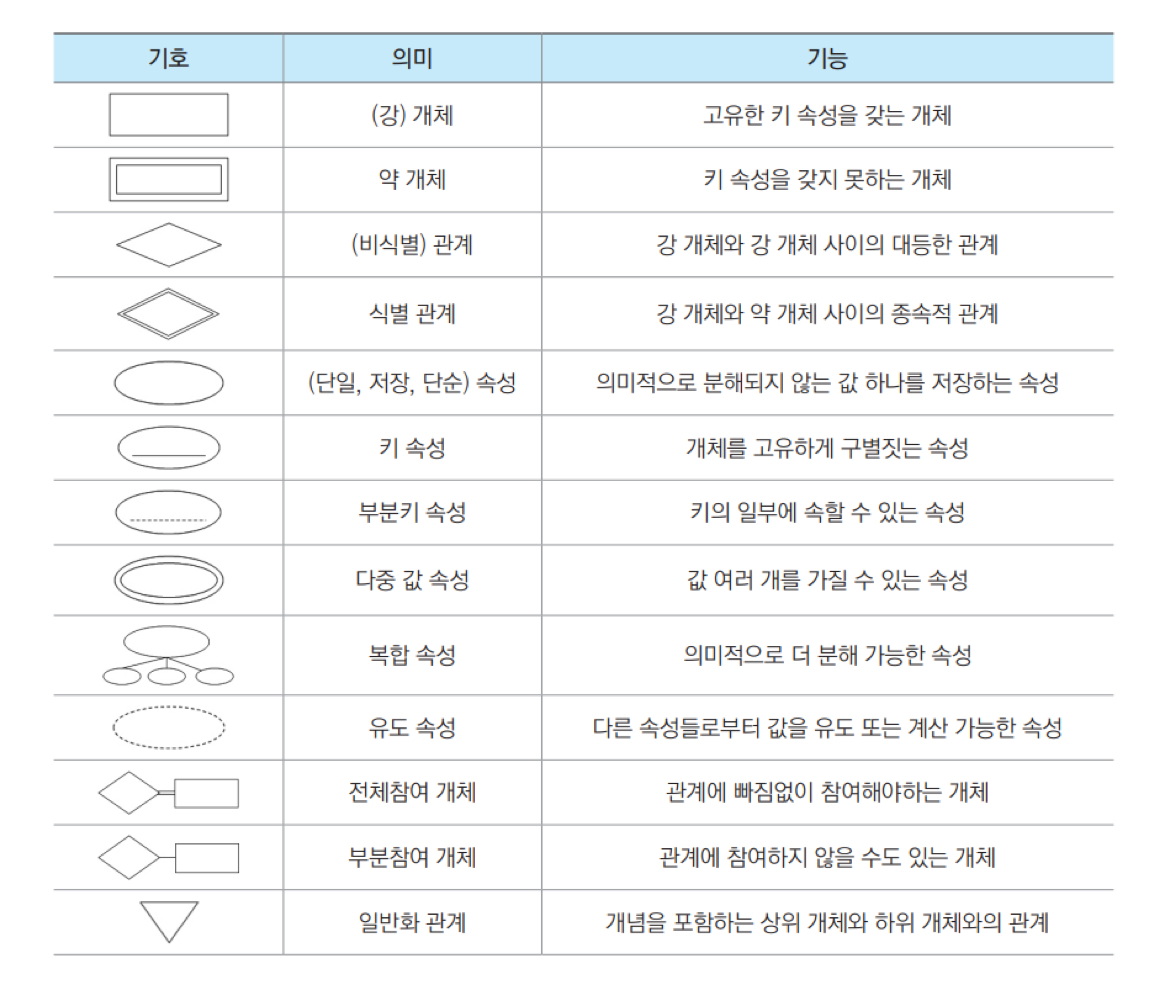 기호 의미 기능
(강) 개체 고유한 키 속성을 갖는 개체
약 개체 키 속성을 갖지 못하는 개체
(비식별) 관계 강 개체와 강 개체 사이의 대등한 관계
식별 관계 강 개체와 약 개체 사이의 종속적 관계
(단일, 저장, 단순) 속성 의미적으로 분해되지 않는 값 하나를 저장하는 속성
키 속성 개체를 고유하게 구별짓는 속성
부분키 속성 키의 일부에 속할 수 있는 속성
다중 값 속성 값 여러 개를 가질 수 있는 속성
복합 속성 의미적으로 더 분해 가능한 속성
유도 속성 다른 속성들로부터 값을 유도 또는 계산 가능한 속성
전체참여 개체 관계에 빠짐없이 참여해야하는 개체
부분참여 개체 관계에 참여하지 않을 수도 있는 개체
일반화 관계 개념을 포함하는 상위 개체와 하위 개체와의 관계